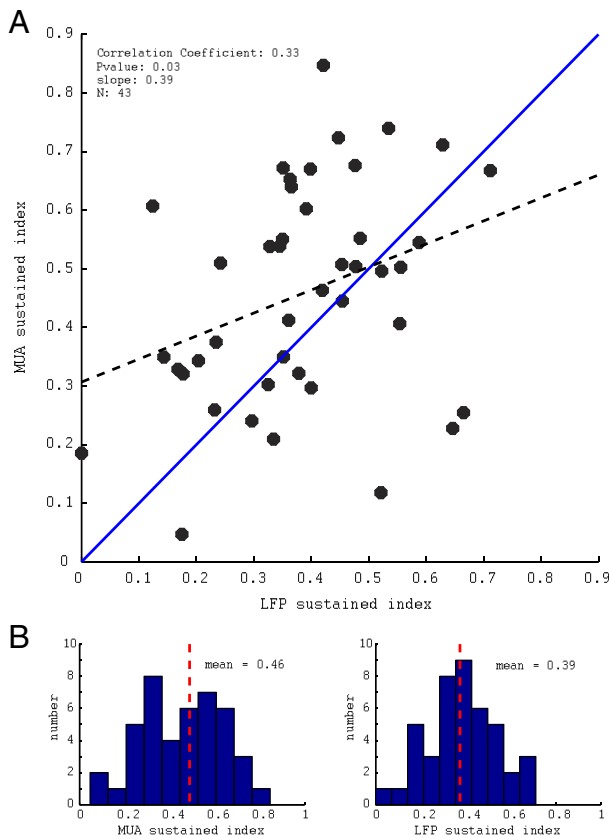 A
Correlation Coefficient: 0.33
Pvalue: 0.03
slope: 0.39
N: 43
MUA sustained index
0.9
0.8
0.7
0.6
0.5
0.4
0.3
0.2
0.1
0
0 0.1 0.2 0.3 0.4 0.5 0.6 0.7 0.8 0.9
LFP sustained index
B
number
10
8
6
4
2
0
mean = 0.46
0 0.2 0.4 0.6 0.8 1
MUA sustained index
number
10
8
6
4
2
0
mean = 0.39
0 0.2 0.4 0.6 0.8 1
LFP sustained index